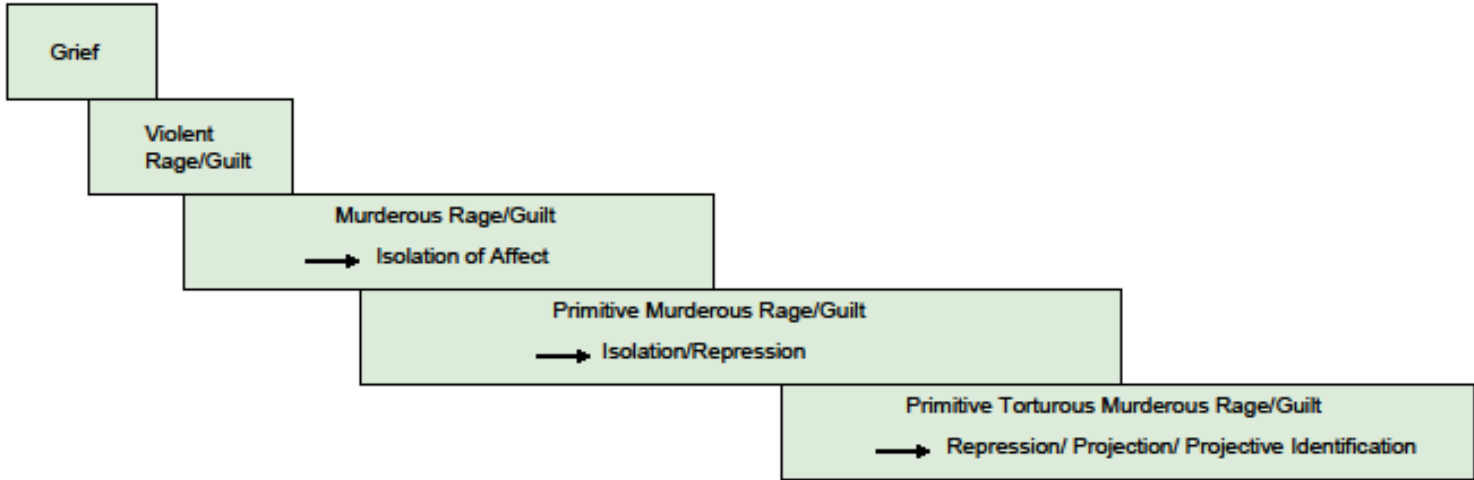 Grief
Violent
Rage/Guilt
Murderous Rage/Guilt
Isolation of Affect
Primitive Murderous Rage/Guilt
Isolation/Repression
Primitive Torturous Murderous Rage/Guilt
Repression/ Projection/ Projective Identification